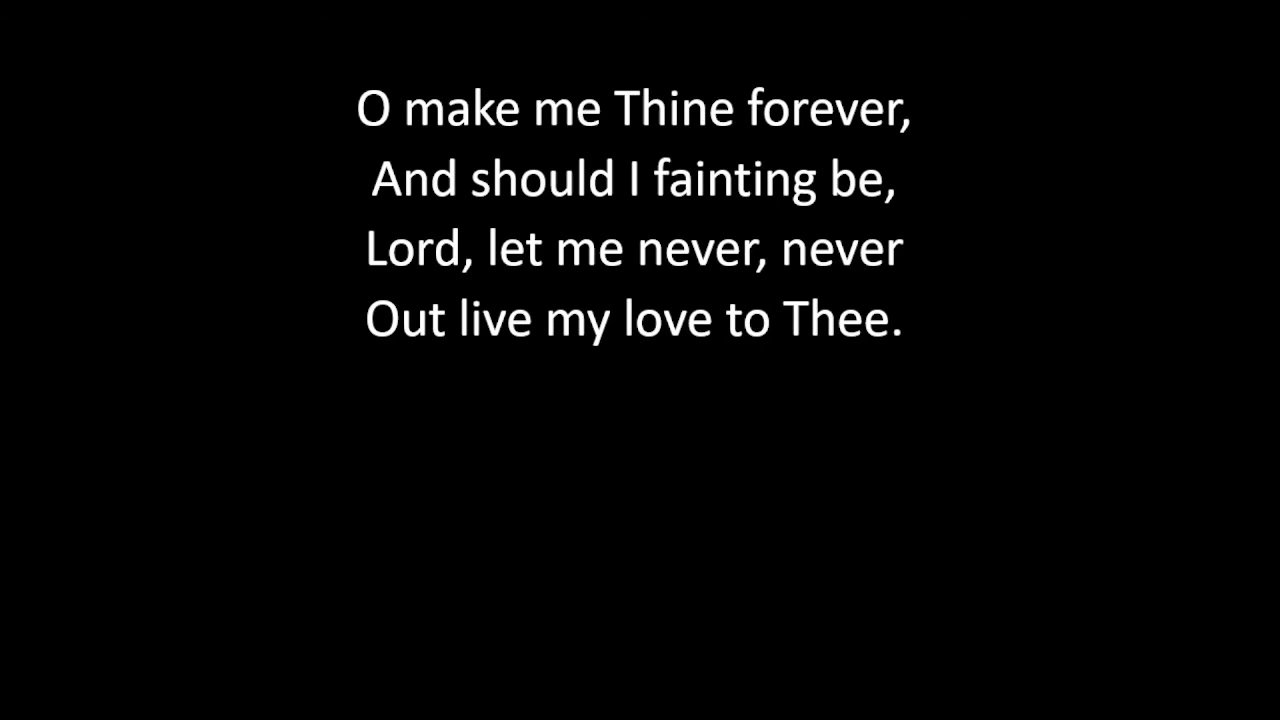 O make me Thine forever,
And should I fainting be,
Lord, let me never, never
Out live my love to Thee.